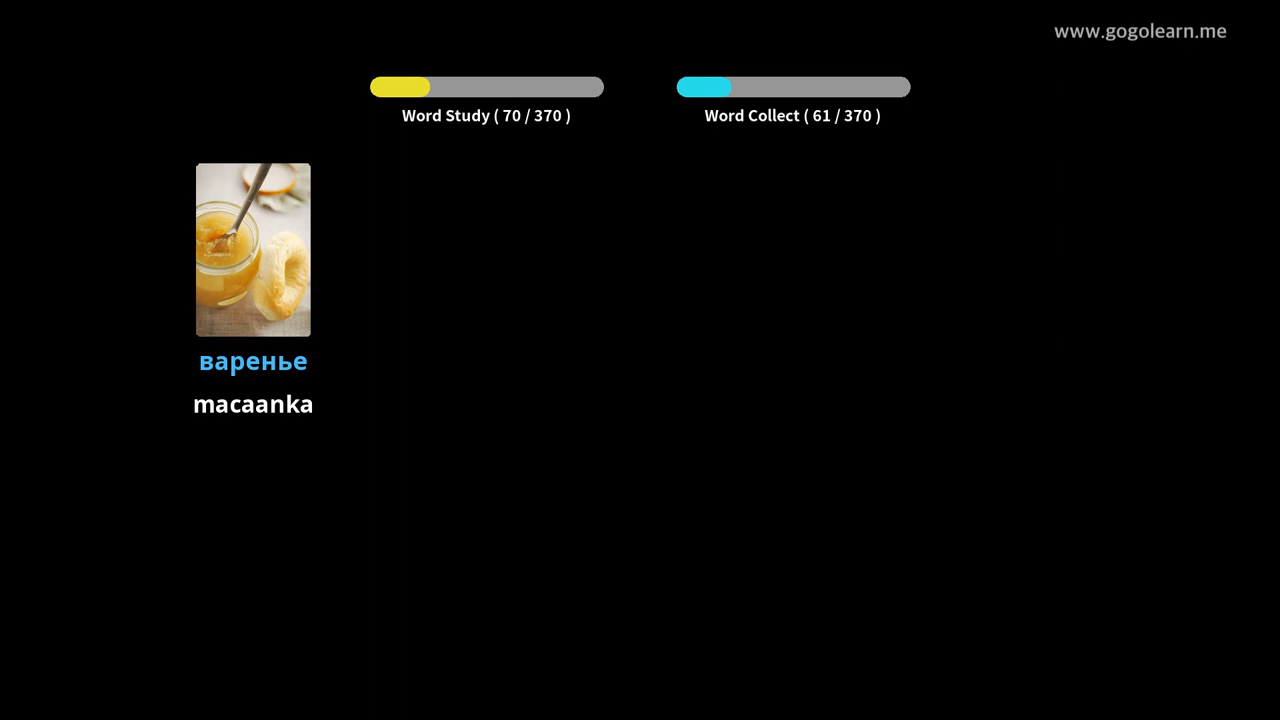 www.gogolearn.me
Word Study ( 70 / 370 )
Word Collect ( 61 / 370 )
варенье
macaanka